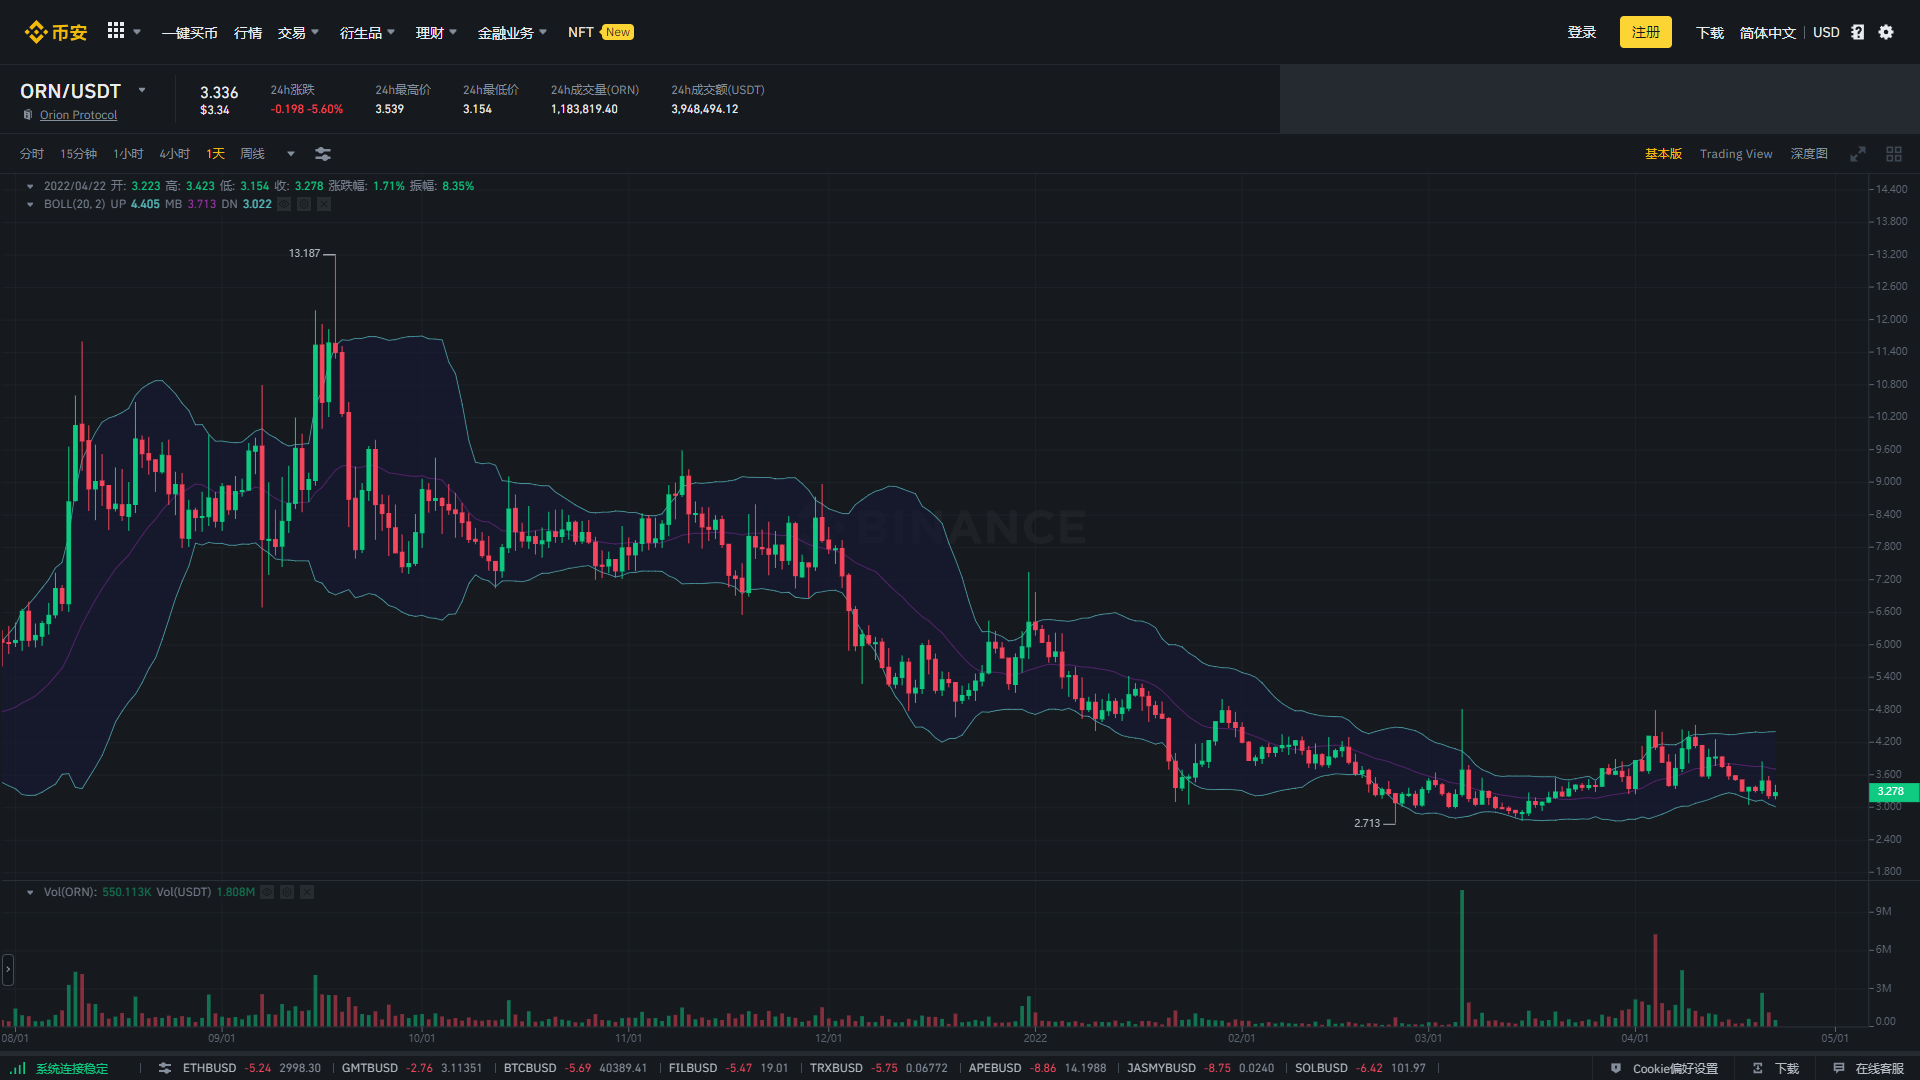 币安 一键买币 行情 交易 衍生品 理财 金融业务 NFT New 登录 注册 下载 简体中文 USD
ORN/USDT
Orion Protocol
3.336
$3.34
24h涨跌
-0.198 -5.60%
24h最高价
3.539
24h最低价
3.154
24h成交量(ORN)
1,183,819.40
24h成交额(USDT)
3,948,494.12
分时 15分钟 1小时 4小时 1天 周线 基本版 Trading View 深度图
2022/04/22 开: 3.223 高: 3.423 低: 3.154 收: 3.278 涨跌幅: 1.71% 振幅: 8.35%
BOLL(20, 2) UP 4.405 MB 3.713 DN 3.022
14.400
13.800
13.200
12.600
12.000
11.400
10.800
10.200
9.600
9.000
8.400
7.800
7.200
6.600
6.000
5.400
4.800
4.200
3.600
3.278
3.000
2.400
1.800
13.187
BINANCE
2.713
Vol(ORN): 550.113K Vol(USDT) 1.808M
9M
6M
3M
0.00
08/01 09/01 10/01 11/01 12/01 2022 02/01 03/01 04/01 05/01
系统连接稳定 ETHBUSD -5.24 2998.30 GMTBUSD -2.76 3.11351 BTCBUSD -5.69 40389.41 FILBUSD -5.47 19.01 TRXBUSD -5.75 0.06772 APEBUSD -8.86 14.1988 JASMYBUSD -8.75 0.0240 SOLBUSD -6.42 101.97 Cookie偏好设置 下载 在线客服